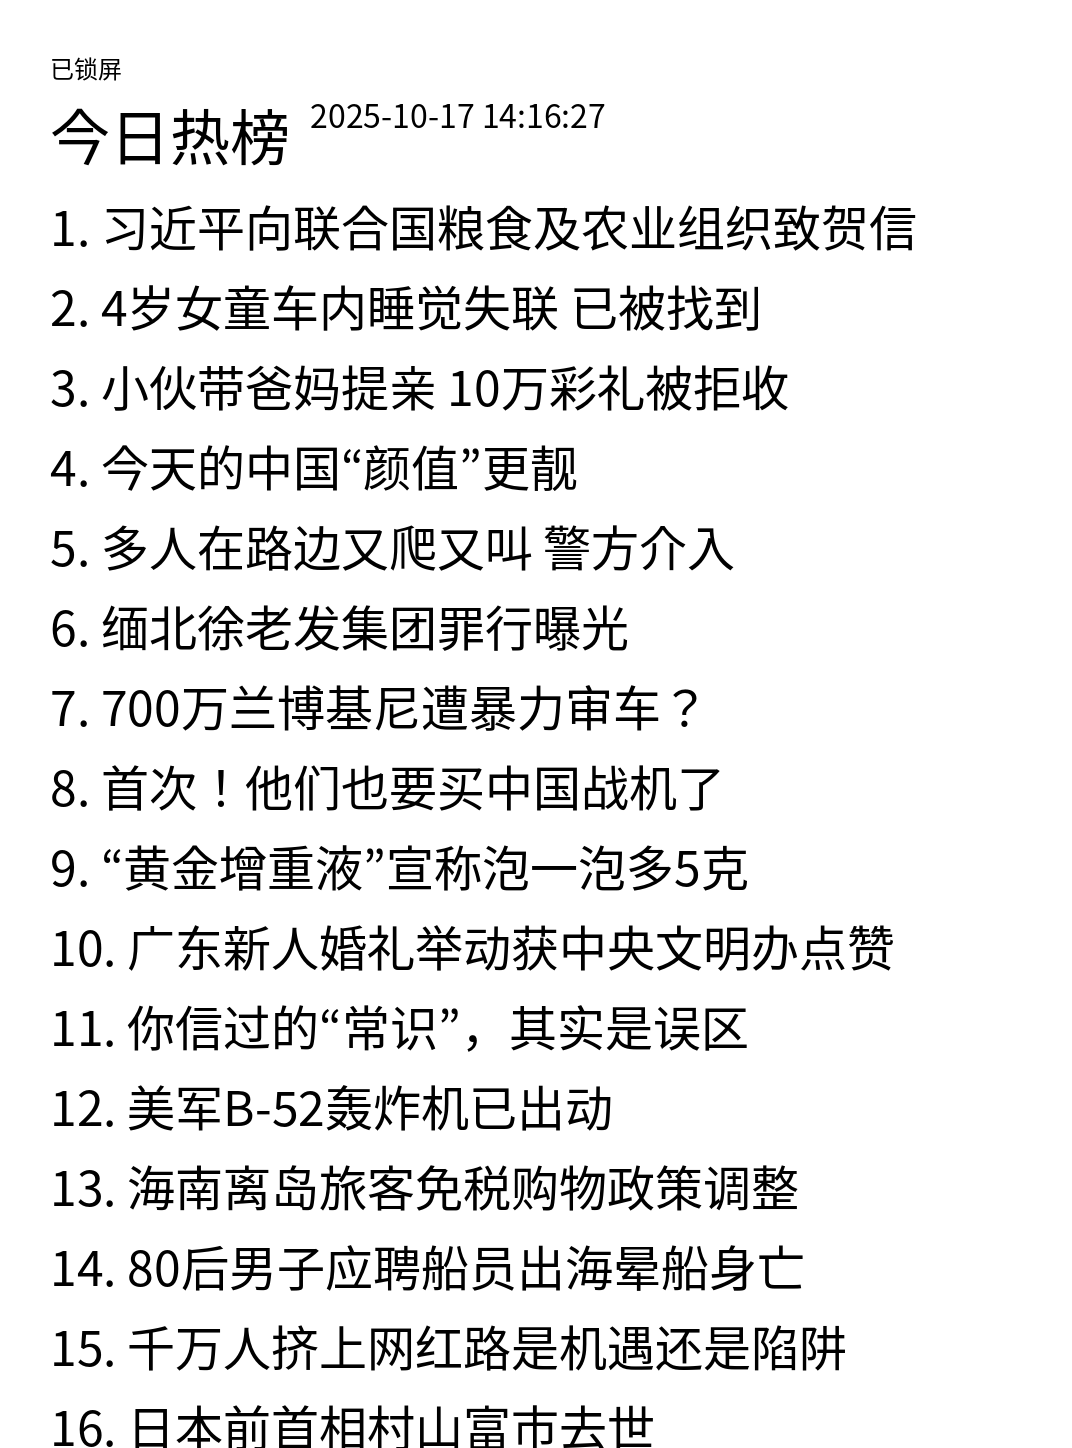 已锁屏
今日热榜 2025-10-17 14:16:27
1. 习近平向联合国粮食及农业组织致贺信
2. 4岁女童车内睡觉失联 已被找到
3. 小伙带爸妈提亲 10万彩礼被拒收
4. 今天的中国“颜值”更靓
5. 多人在路边又爬又叫 警方介入
6. 缅北徐老发集团罪行曝光
7. 700万兰博基尼遭暴力审车？
8. 首次！他们也要买中国战机了
9. “黄金增重液”宣称泡一泡多5克
10. 广东新人婚礼举动获中央文明办点赞
11. 你信过的“常识”，其实是误区
12. 美军B-52轰炸机已出动
13. 海南离岛旅客免税购物政策调整
14. 80后男子应聘船员出海晕船身亡
15. 千万人挤上网红路是机遇还是陷阱
16. 日本前首相村山富市去世